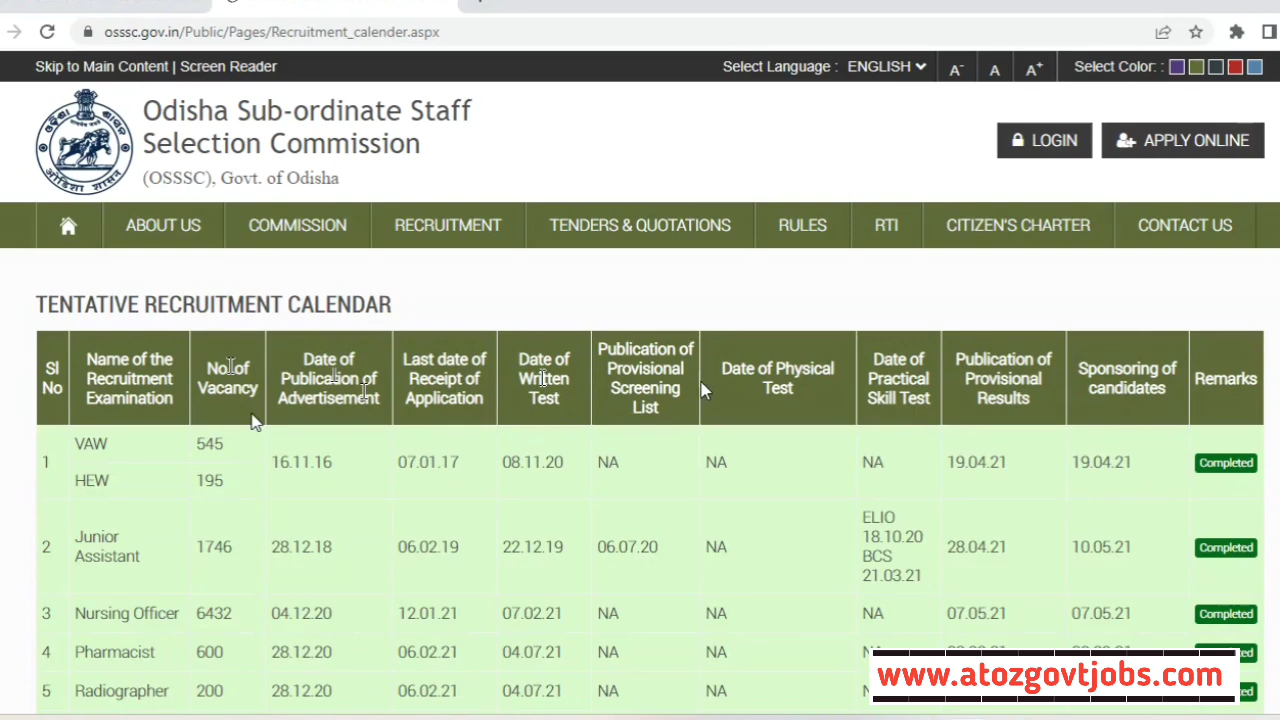 osssc.gov.in/Public/Pages/Recruitment_calender.aspx
Skip to Main Content | Screen Reader
Select Language : ENGLISH A- A A+ Select Color: :
Odisha Sub-ordinate Staff
Selection Commission
(OSSSC), Govt. of Odisha
LOGIN APPLY ONLINE
ABOUT US COMMISSION RECRUITMENT TENDERS & QUOTATIONS RULES RTI CITIZEN'S CHARTER CONTACT US
TENTATIVE RECRUITMENT CALENDAR
Sl No
Name of the Recruitment Examination
No. of Vacancy
Date of Publication of Advertisement
Last date of Receipt of Application
Date of Written Test
Publication of Provisional Screening List
Date of Physical Test
Date of Practical Skill Test
Publication of Provisional Results
Sponsoring of candidates
Remarks
1 VAW 545 16.11.16 07.01.17 08.11.20 NA NA NA 19.04.21 19.04.21 Completed
HEW 195
2 Junior Assistant 1746 28.12.18 06.02.19 22.12.19 06.07.20 NA ELIO 18.10.20 BCS 21.03.21 28.04.21 10.05.21 Completed
3 Nursing Officer 6432 04.12.20 12.01.21 07.02.21 NA NA NA 07.05.21 07.05.21 Completed
4 Pharmacist 600 28.12.20 06.02.21 04.07.21 NA NA
5 Radiographer 200 28.12.20 06.02.21 04.07.21 NA NA
www.atozgovtjobs.com